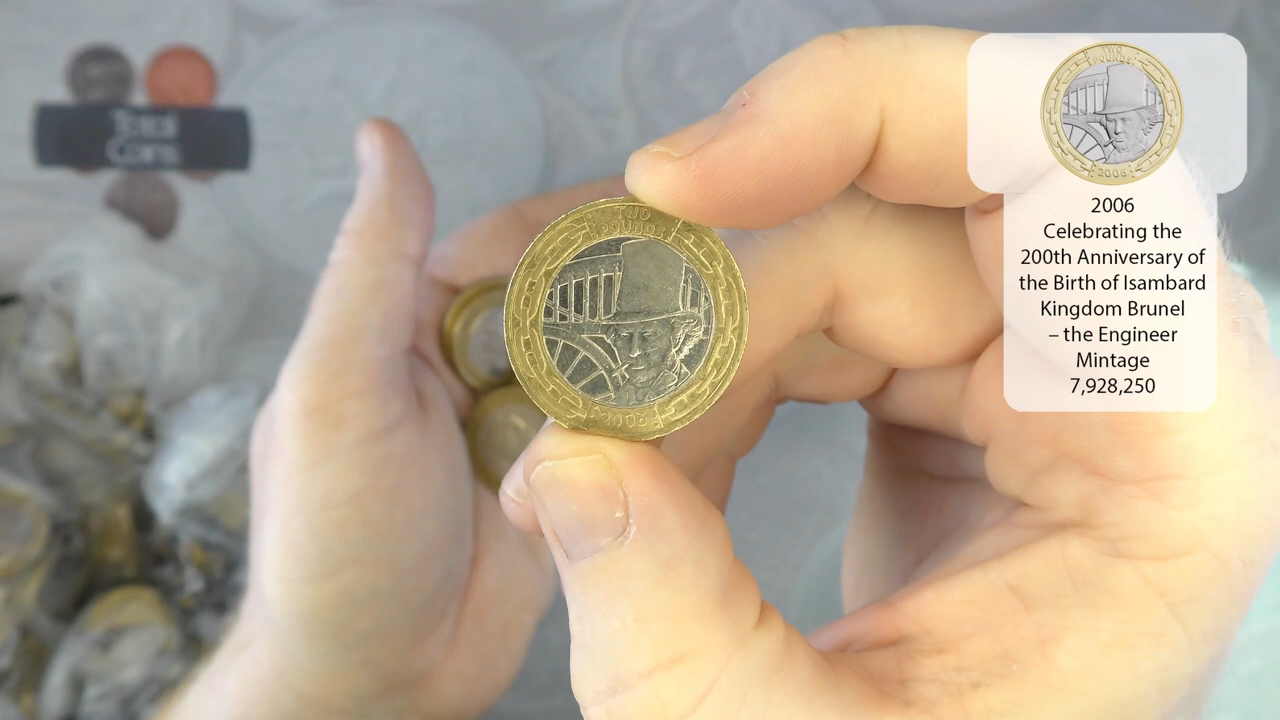 Total
Coins
TWO
POUNDS
2006
TWO
POUNDS
2006
2006
Celebrating the
200th Anniversary of
the Birth of Isambard
Kingdom Brunel
– the Engineer
Mintage
7,928,250